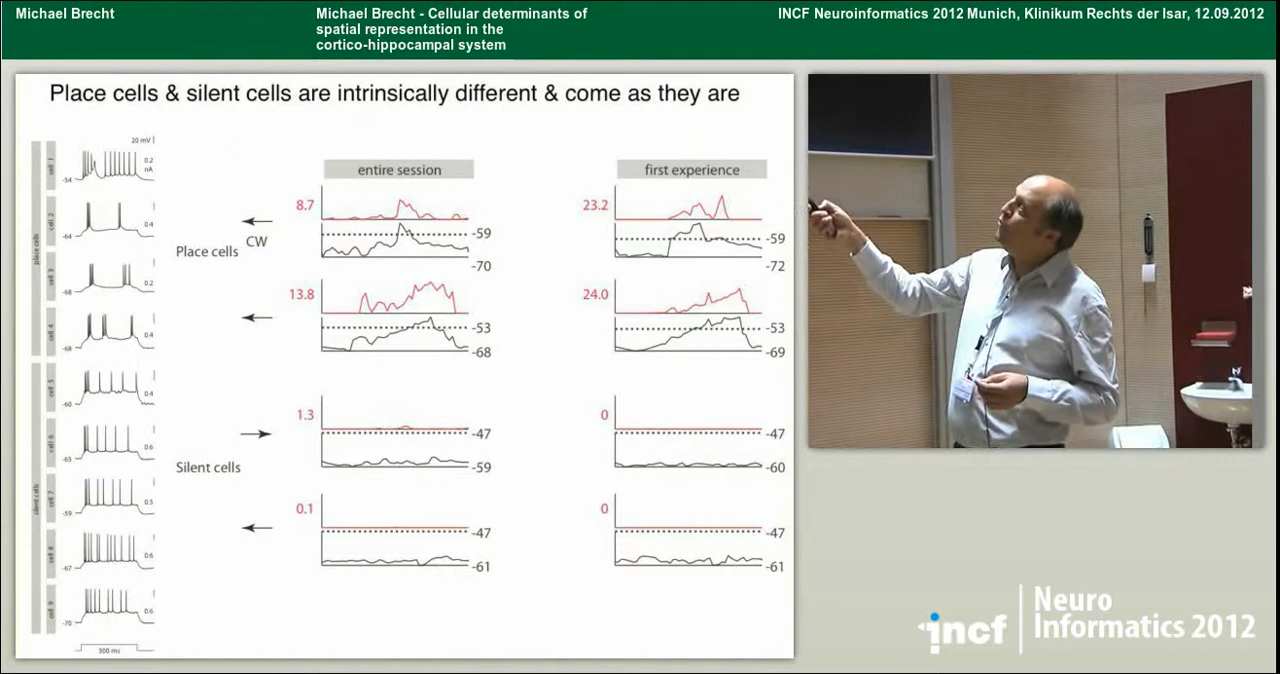 Michael Brecht
Michael Brecht - Cellular determinants of
spatial representation in the
cortico-hippocampal system
INCF Neuroinformatics 2012 Munich, Klinikum Rechts der Isar, 12.09.2012
Place cells & silent cells are intrinsically different & come as they are
20 mV
place cells
cell 1
0.2
nA
-54
cell 2
0.4
-64
cell 3
0.2
-68
cell 4
0.4
-68
silent cells
cell 5
0.4
-60
cell 6
0.6
-65
cell 7
0.5
-59
cell 8
0.6
-67
cell 9
0.6
-70
300 ms
Place cells
CW
Silent cells
entire session
8.7
-59
-70
13.8
-53
-68
1.3
-47
-59
0.1
-47
-61
first experience
23.2
-59
-72
24.0
-53
-69
0
-47
-60
0
-47
-61
incf
Neuro
Informatics 2012